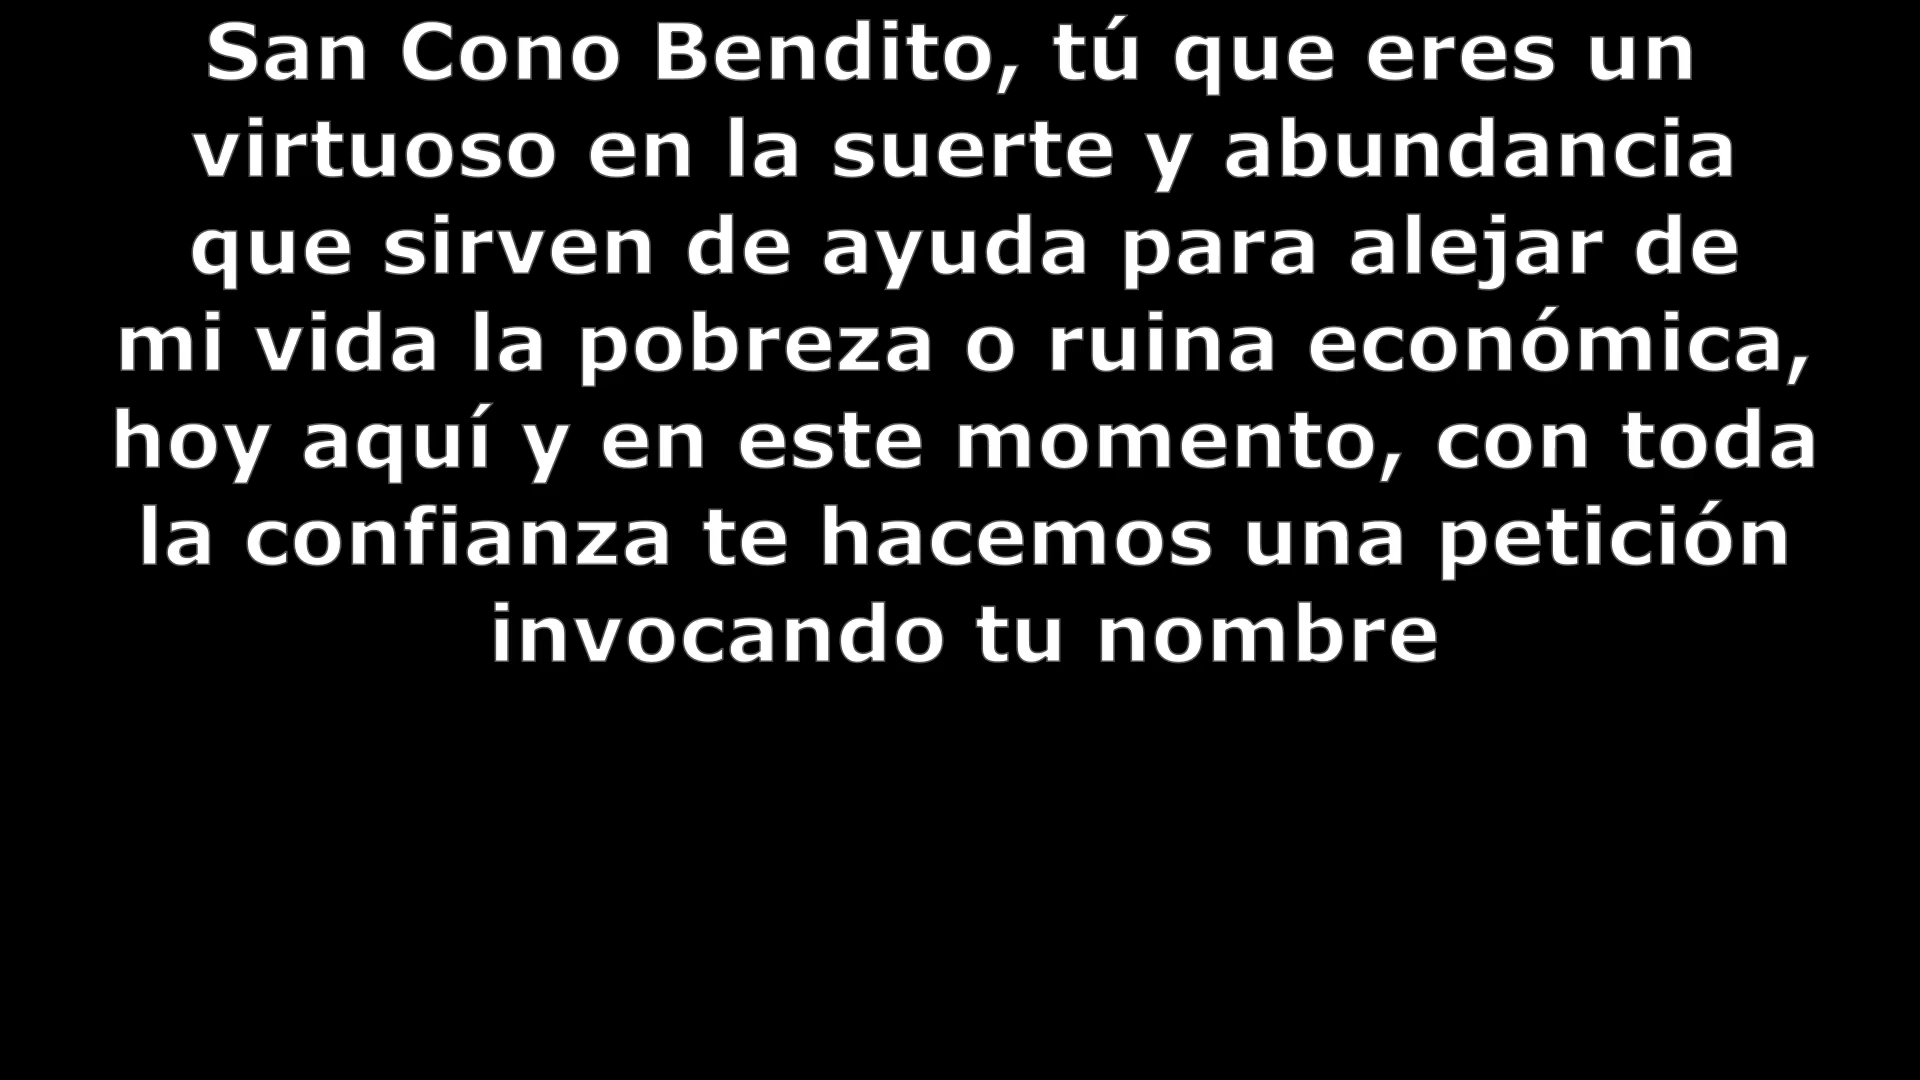 San Cono Bendito, tú que eres un
virtuoso en la suerte y abundancia
que sirven de ayuda para alejar de
mi vida la pobreza o ruina económica,
hoy aquí y en este momento, con toda
la confianza te hacemos una petición
invocando tu nombre